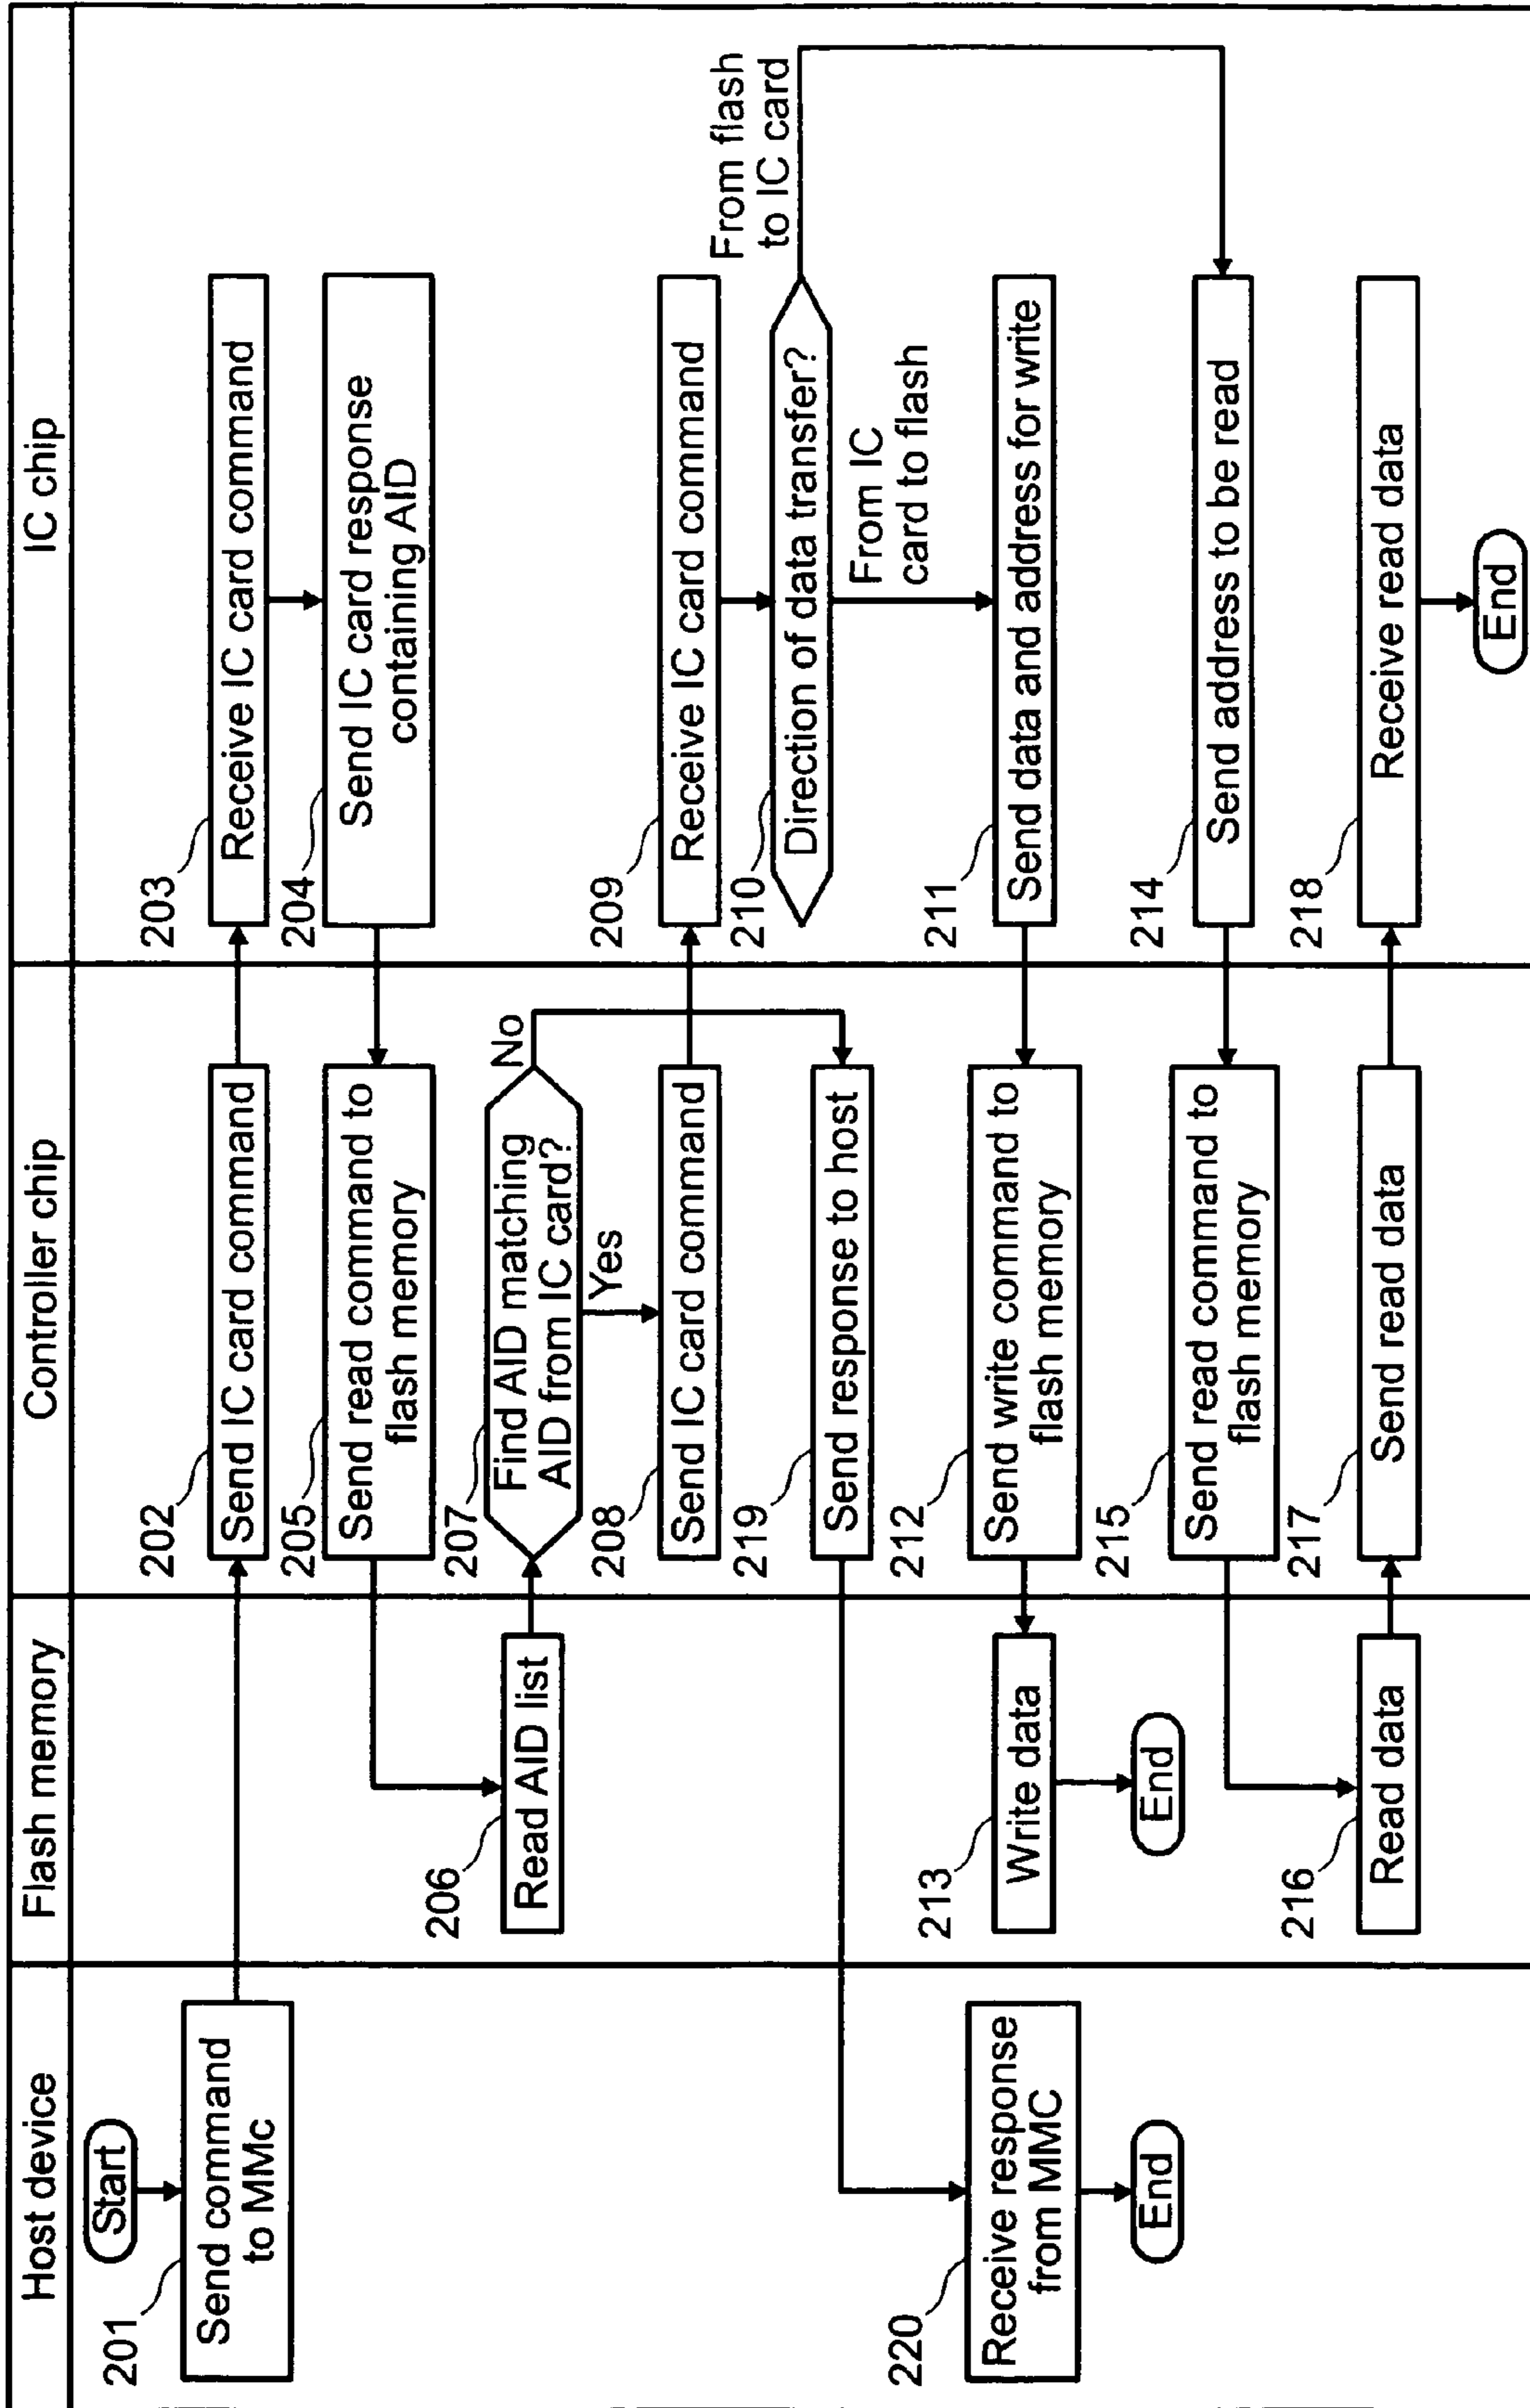 Host device
Flash memory
Controller chip
IC chip
Start
201
Send command
to MMc
202
Send IC card command
203
Receive IC card command
204
Send IC card response
containing AID
205
Send read command to
flash memory
206
Read AID list
207
Find AID matching
AID from IC card?
No
Yes
208
Send IC card command
209
Receive IC card command
210
Direction of data transfer?
From flash
to IC card
From IC
card to flash
219
Send response to host
220
Receive response
from MMC
End
211
Send data and address for write
212
Send write command to
flash memory
213
Write data
End
214
Send address to be read
215
Send read command to
flash memory
216
Read data
217
Send read data
218
Receive read data
End